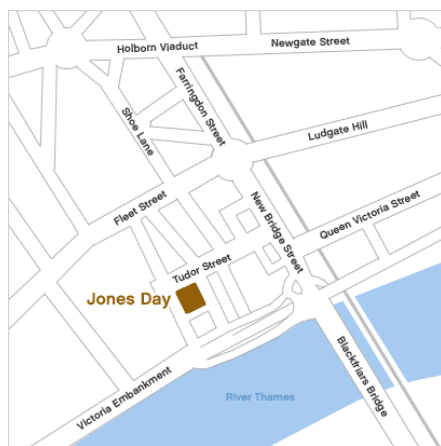 Holborn Viaduct
Newgate Street
Farringdon Street
Shoe Lane
Ludgate Hill
Fleet Street
New Bridge Street
Queen Victoria Street
Tudor Street
Jones Day
Victoria Embankment
Blackfriars Bridge
River Thames